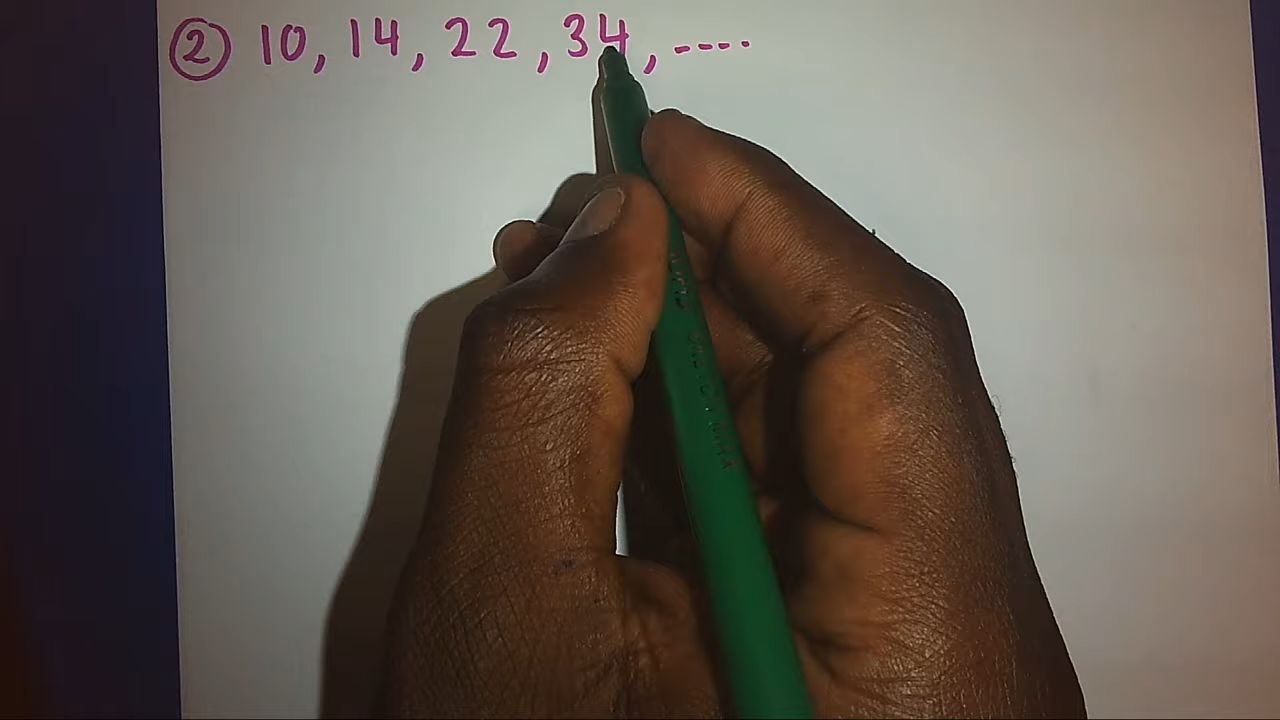 ② 10, 14, 22, 34, ----.